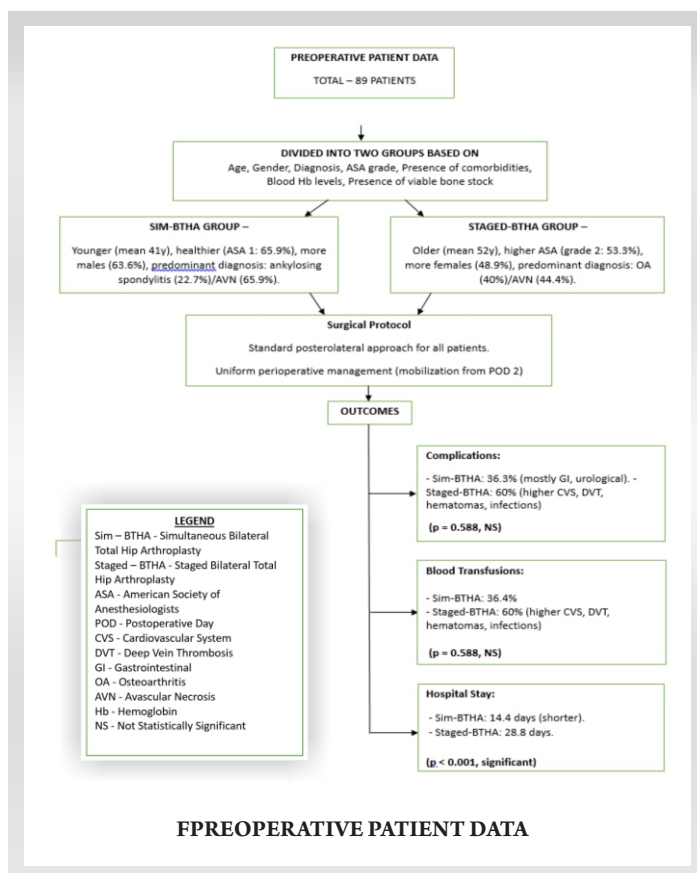 PREOPERATIVE PATIENT DATA
TOTAL – 89 PATIENTS
DIVIDED INTO TWO GROUPS BASED ON
Age, Gender, Diagnosis, ASA grade, Presence of comorbidities,
Blood Hb levels, Presence of viable bone stock
SIM-BTHA GROUP –
Younger (mean 41y), healthier (ASA 1: 65.9%), more
males (63.6%), predominant diagnosis: ankylosing
spondylitis (22.7%)/AVN (65.9%).
STAGED-BTHA GROUP –
Older (mean 52y), higher ASA (grade 2: 53.3%),
more females (48.9%), predominant diagnosis: OA
(40%)/AVN (44.4%).
Surgical Protocol
Standard posterolateral approach for all patients.
Uniform perioperative management (mobilization from POD 2)
OUTCOMES
Complications:
- Sim-BTHA: 36.3% (mostly GI, urological). -
Staged-BTHA: 60% (higher CVS, DVT,
hematomas, infections)
(p = 0.588, NS)
Blood Transfusions:
- Sim-BTHA: 36.4%
- Staged-BTHA: 60% (higher CVS, DVT,
hematomas, infections)
(p = 0.588, NS)
Hospital Stay:
- Sim-BTHA: 14.4 days (shorter).
- Staged-BTHA: 28.8 days.
(p < 0.001, significant)
LEGEND
Sim – BTHA - Simultaneous Bilateral
Total Hip Arthroplasty
Staged – BTHA - Staged Bilateral Total
Hip Arthroplasty
ASA - American Society of
Anesthesiologists
POD - Postoperative Day
CVS - Cardiovascular System
DVT - Deep Vein Thrombosis
GI - Gastrointestinal
OA - Osteoarthritis
AVN - Avascular Necrosis
Hb - Hemoglobin
NS - Not Statistically Significant
FPREOPERATIVE PATIENT DATA